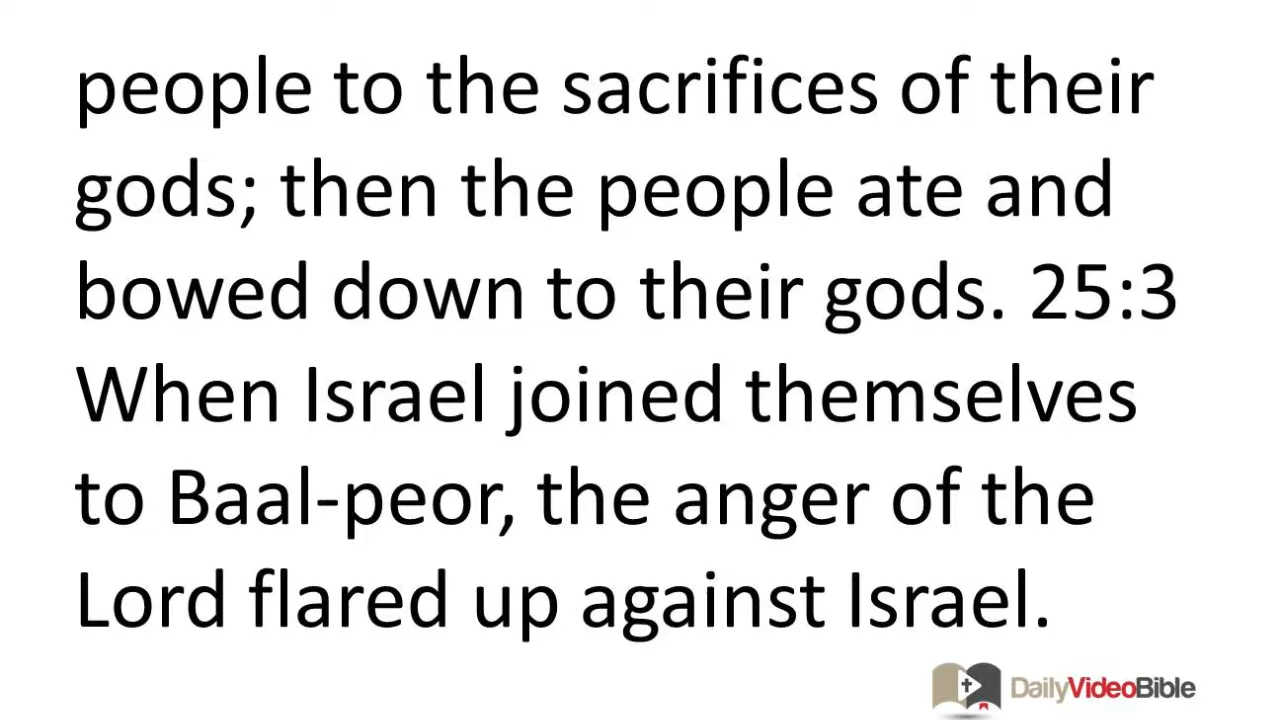 people to the sacrifices of their
gods; then the people ate and
bowed down to their gods. 25:3
When Israel joined themselves
to Baal-peor, the anger of the
Lord flared up against Israel.
DailyVideoBible